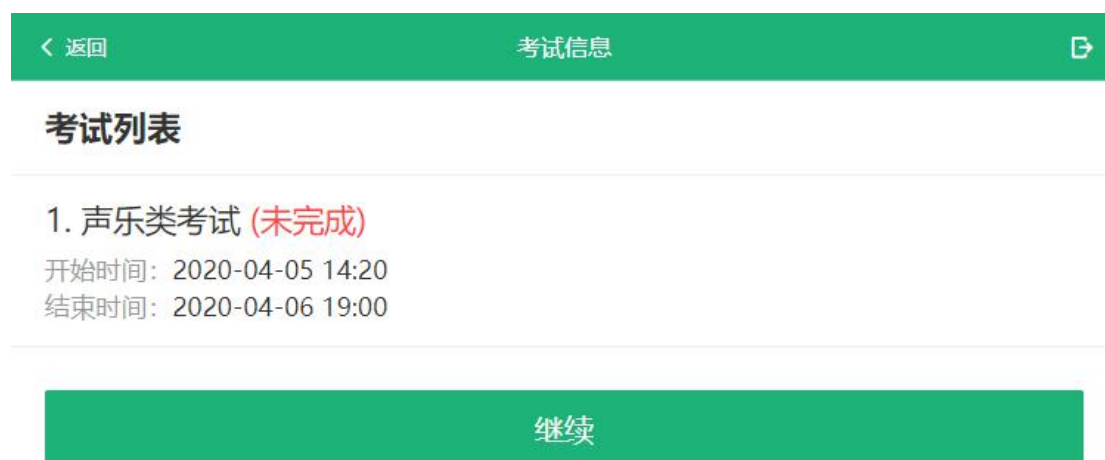 返回 考试信息
考试列表
1. 声乐类考试 (未完成)
开始时间：2020-04-05 14:20
结束时间：2020-04-06 19:00
继续